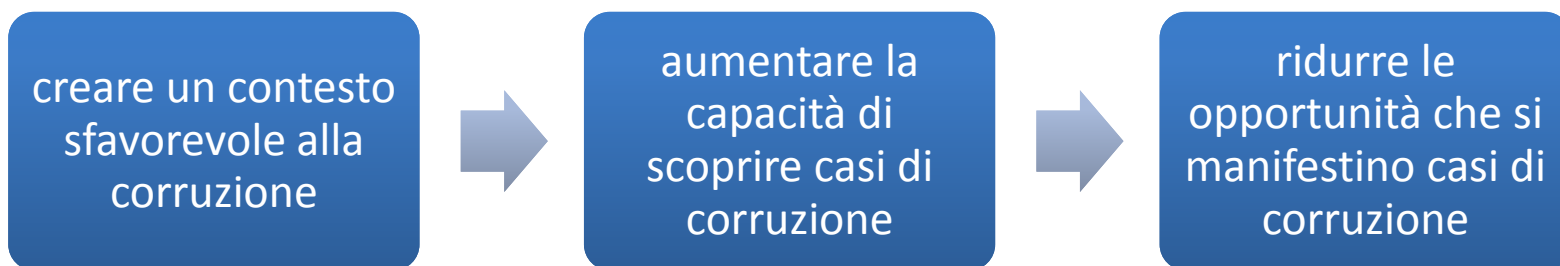 creare un contesto
sfavorevole alla
corruzione
aumentare la
capacità di
scoprire casi di
corruzione
ridurre le
opportunità che si
manifestino casi di
corruzione